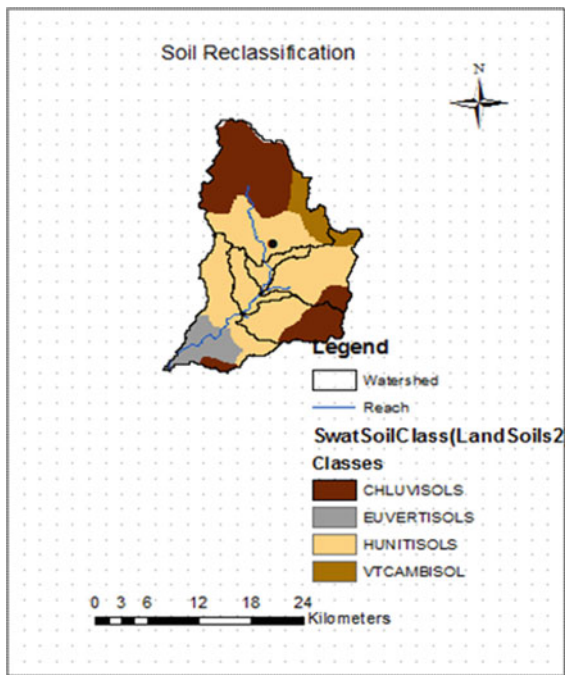 Soil Reclassification
N
Legend
Watershed
Reach
SwatSoilClass(LandSoils2
Classes
CHLUVISOLS
EUVERTISOLS
HUNITISOLS
VTCAMBISOL
0 3 6 12 18 24
Kilometers